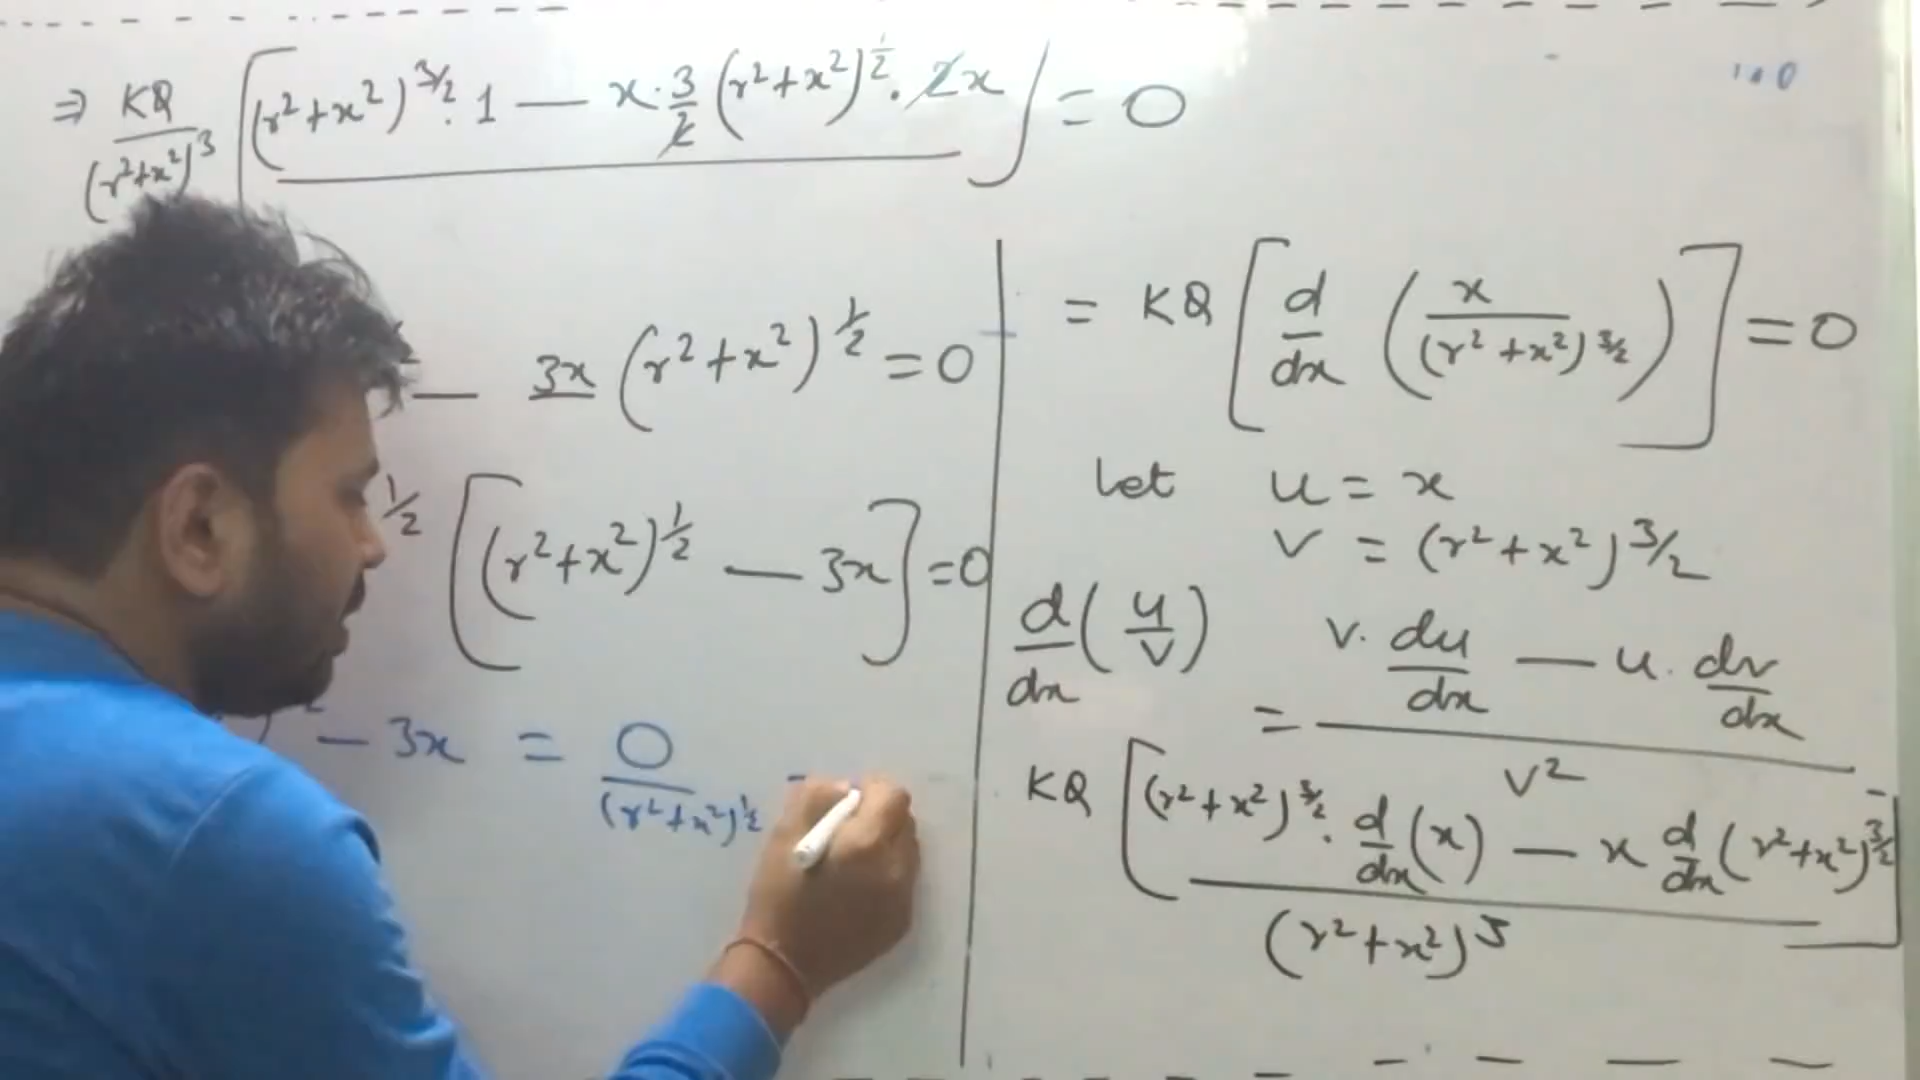 ⇒ KQ/(r²+x²)³ [(r²+x²)^3/2 . 1 — x . 3/2 (r²+x²)^1/2 . 2x] = 0
— 3x (r²+x²)^1/2 = 0
1/2 [(r²+x²)^1/2 — 3x] = 0
— 3x = 0/(r²+x²)^1/2
= KQ [d/dx (x/(r²+x²)^3/2)] = 0
Let u = x
v = (r²+x²)^3/2
d/dx (u/v)
= (v. du/dx — u. dv/dx)/v²
KQ [((r²+x²)^3/2 . d/dx (x) — x d/dx (r²+x²)^3/2)/(r²+x²)^3]